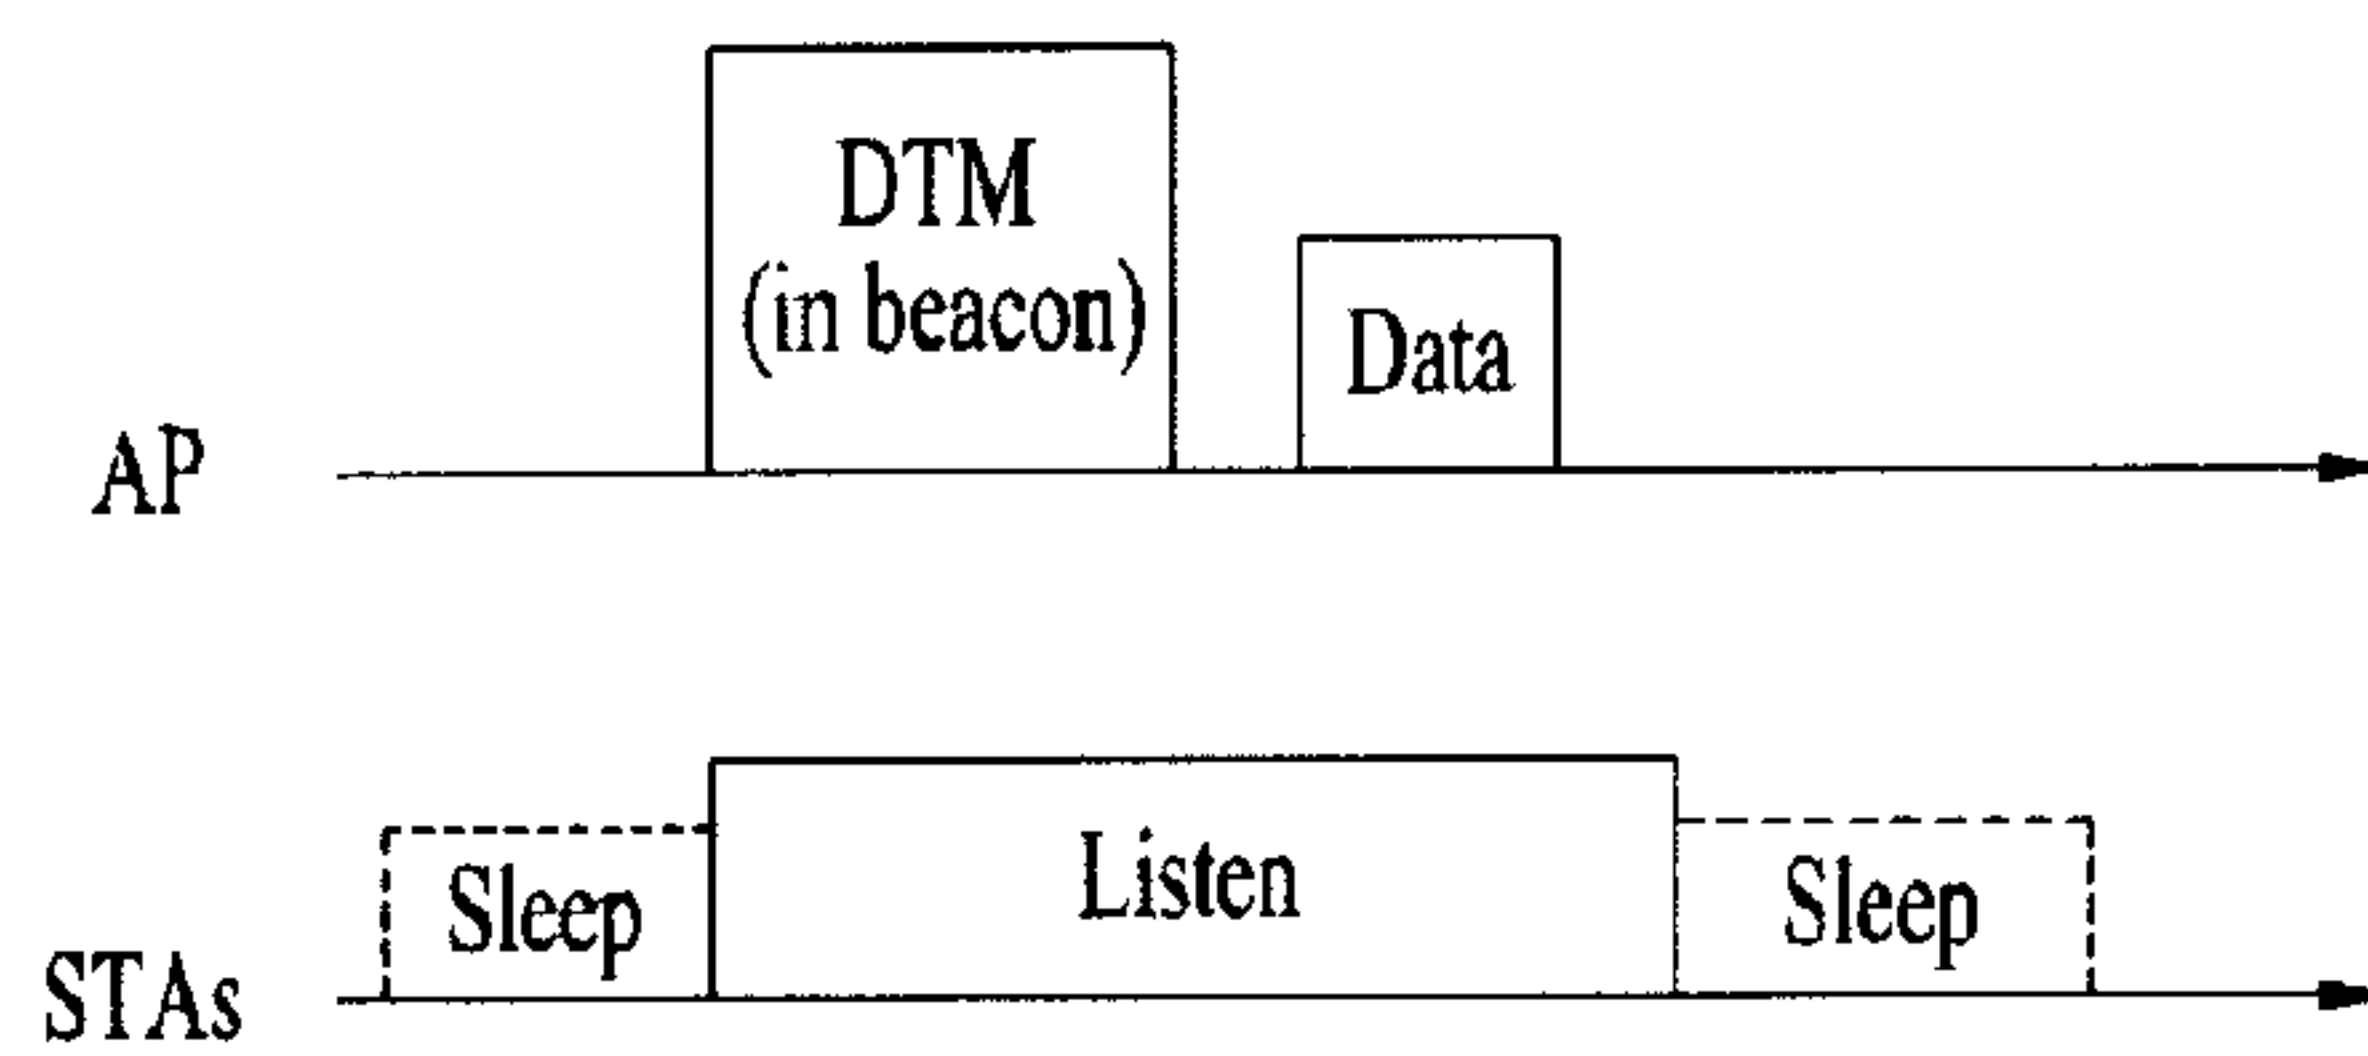 DTM
(in beacon)
Data
AP
Listen
Sleep
Sleep
STAs